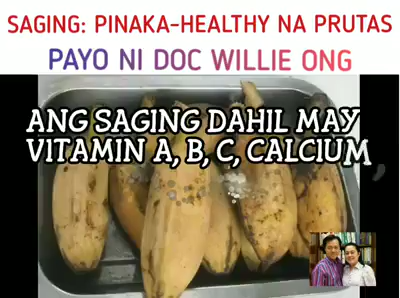 SAGING: PINAKA-HEALTHY NA PRUTAS
PAYO NI DOC WILLIE ONG
ANG SAGING DAHIL MAY
VITAMIN A, B, C, CALCIUM,